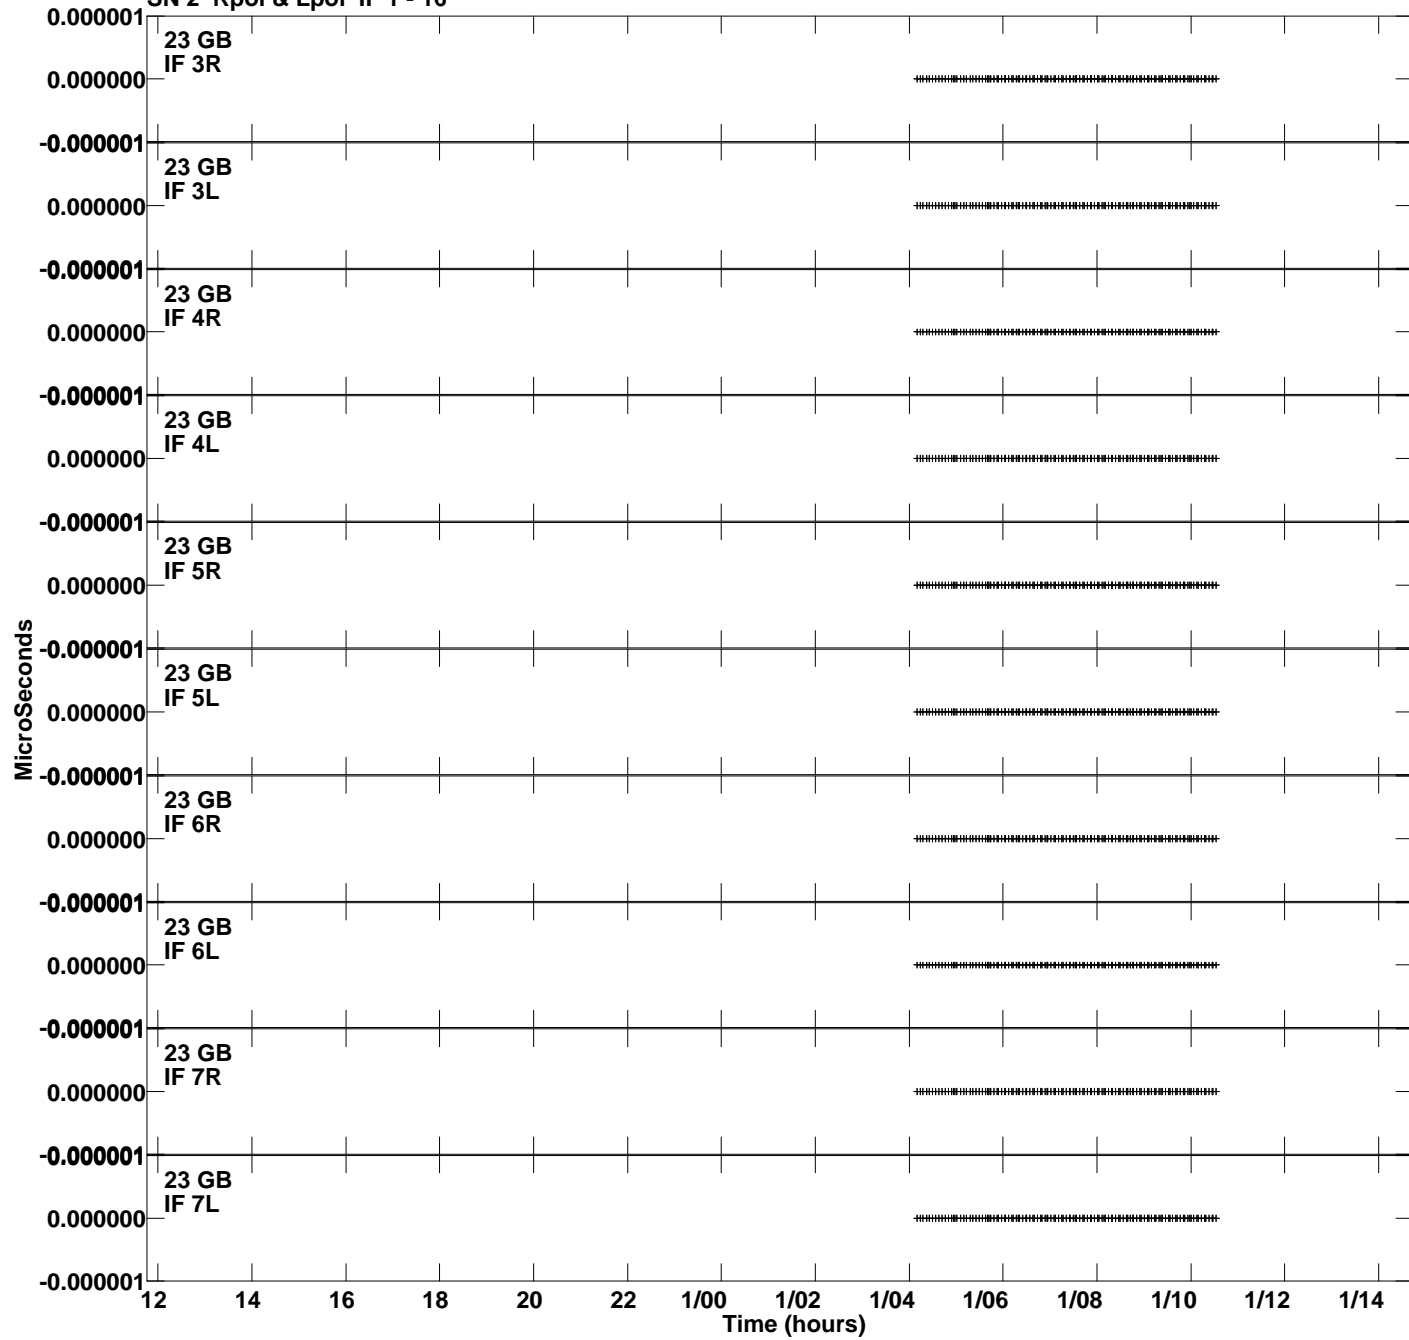 SN 2 Rpol & Lpol IF 1 - 16
0.000001
23 GB
IF 3R
0.000000
-0.000001
23 GB
IF 3L
0.000000
-0.000001
23 GB
IF 4R
0.000000
-0.000001
23 GB
IF 4L
0.000000
-0.000001
23 GB
IF 5R
0.000000
-0.000001
23 GB
IF 5L
0.000000
-0.000001
23 GB
IF 6R
0.000000
-0.000001
23 GB
IF 6L
0.000000
-0.000001
23 GB
IF 7R
0.000000
-0.000001
23 GB
IF 7L
0.000000
-0.000001
MicroSeconds
12 14 16 18 20 22 1/00 1/02 1/04 1/06 1/08 1/10 1/12 1/14
Time (hours)